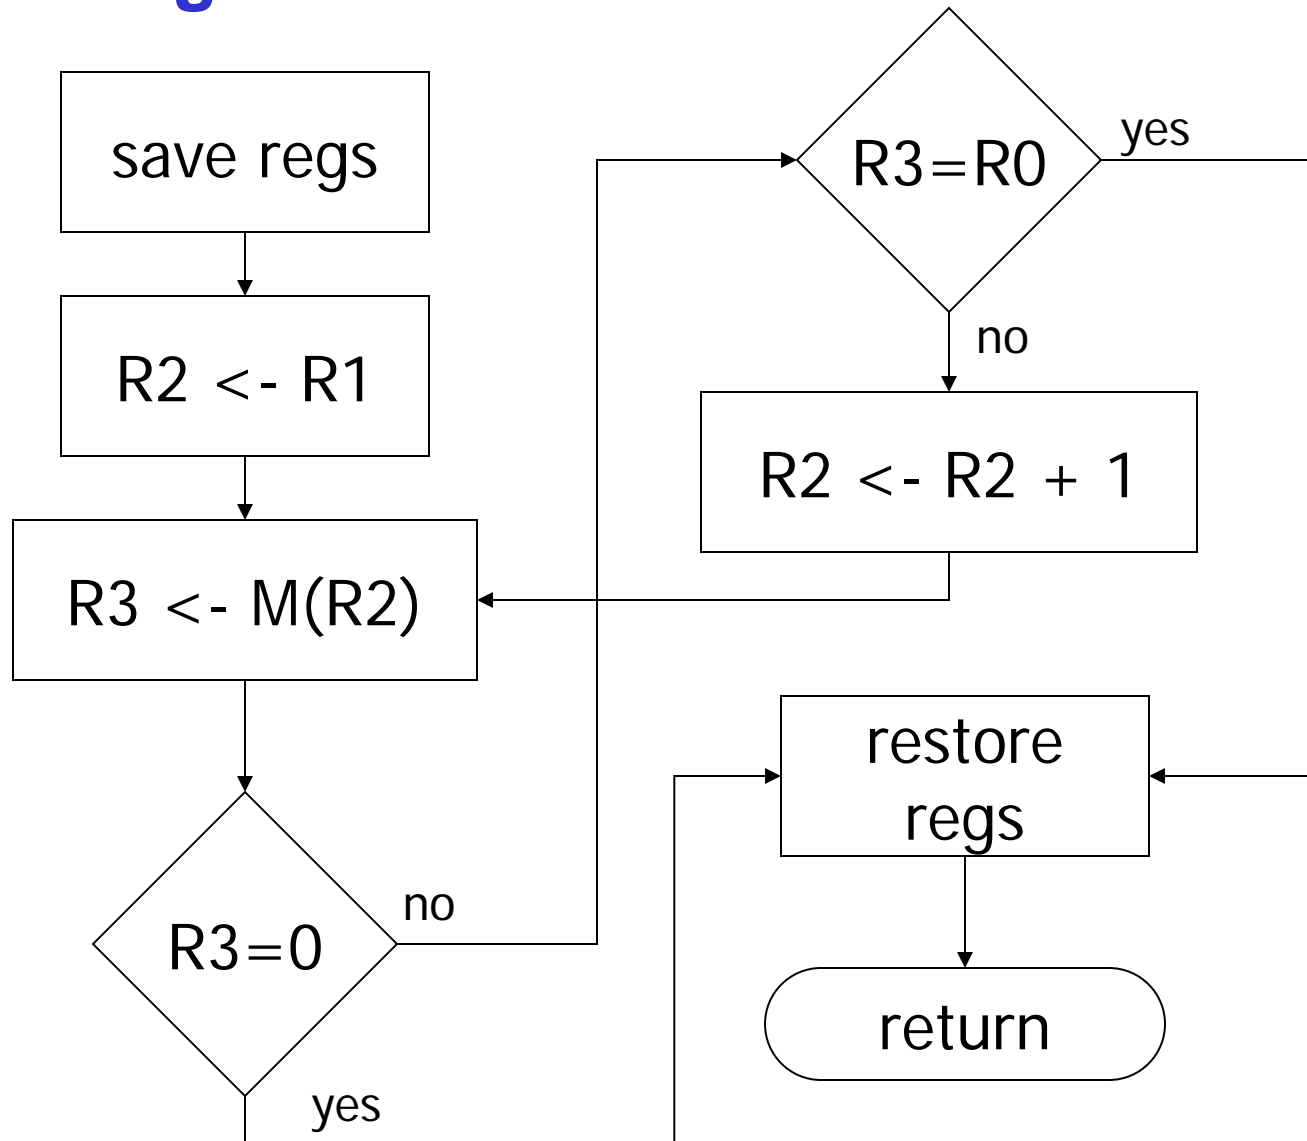 save regs
R2 <- R1
R3 <- M(R2)
R3=0
no
yes
R3=R0
yes
no
R2 <- R2 + 1
restore
regs
return